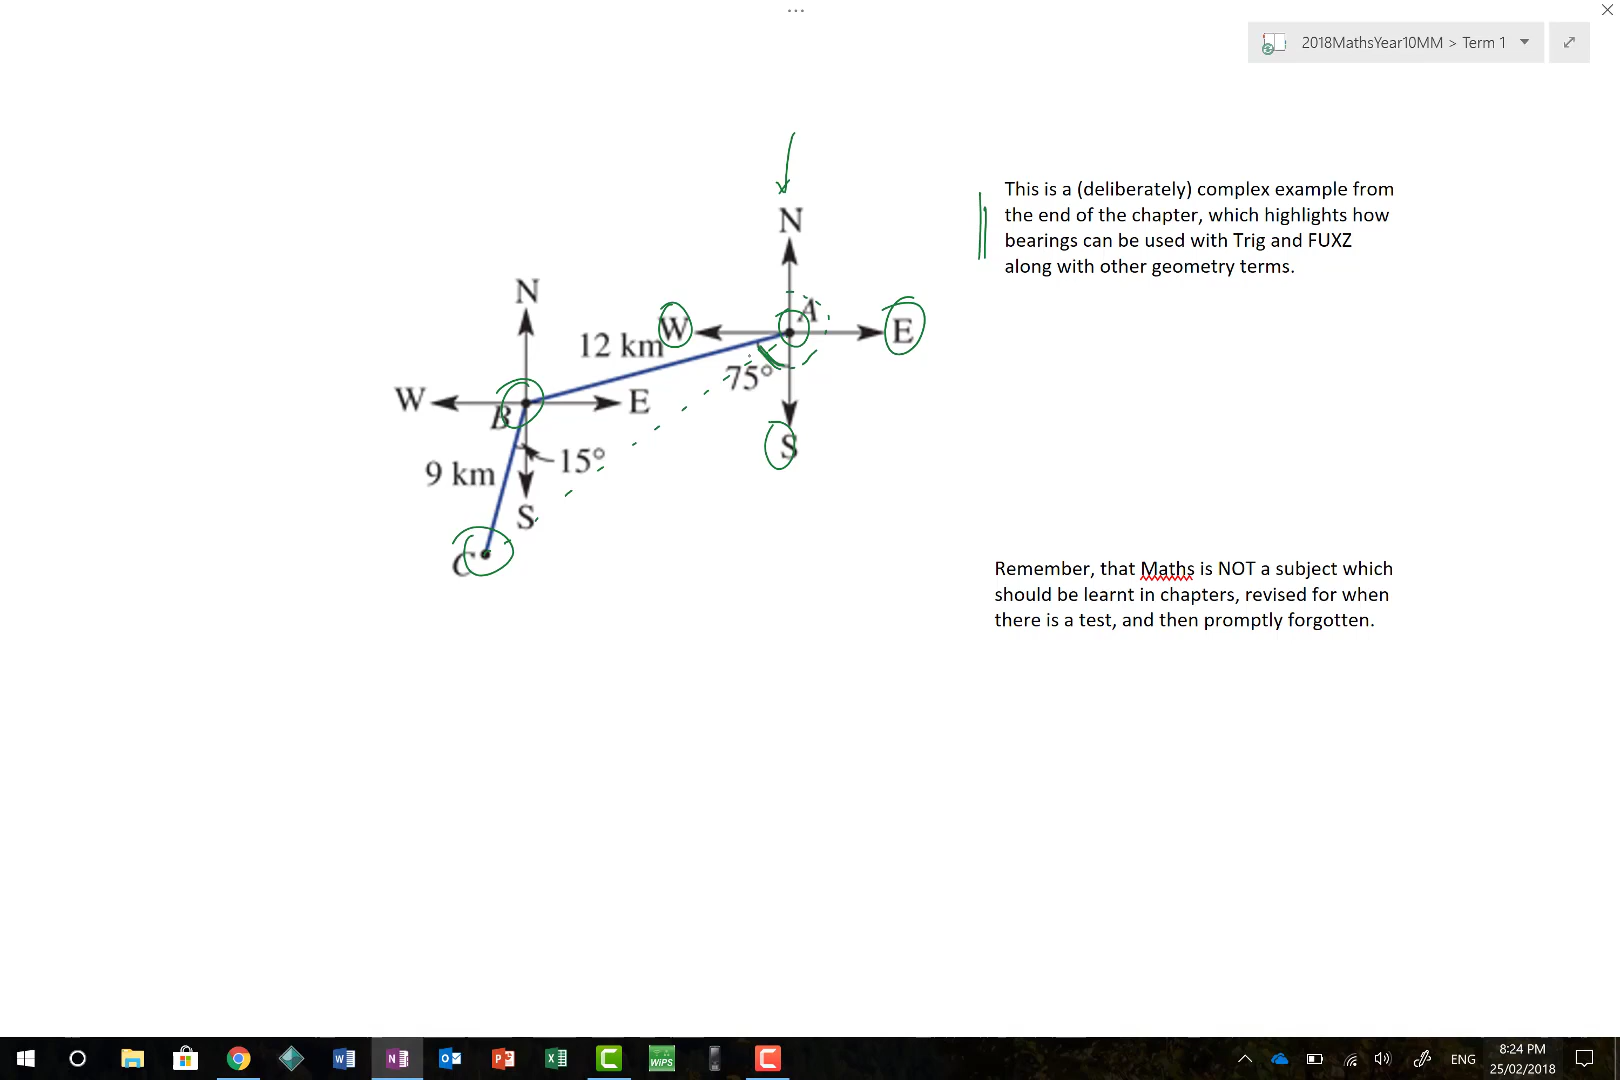 2018MathsYear10MM > Term 1
This is a (deliberately) complex example from
the end of the chapter, which highlights how
bearings can be used with Trig and FUXZ
along with other geometry terms.
N
N
A
W
E
12 km
75°
W
E
B
S
15°
9 km
S
C
Remember, that Maths is NOT a subject which
should be learnt in chapters, revised for when
there is a test, and then promptly forgotten.
WiPS
ENG
8:24 PM
25/02/2018